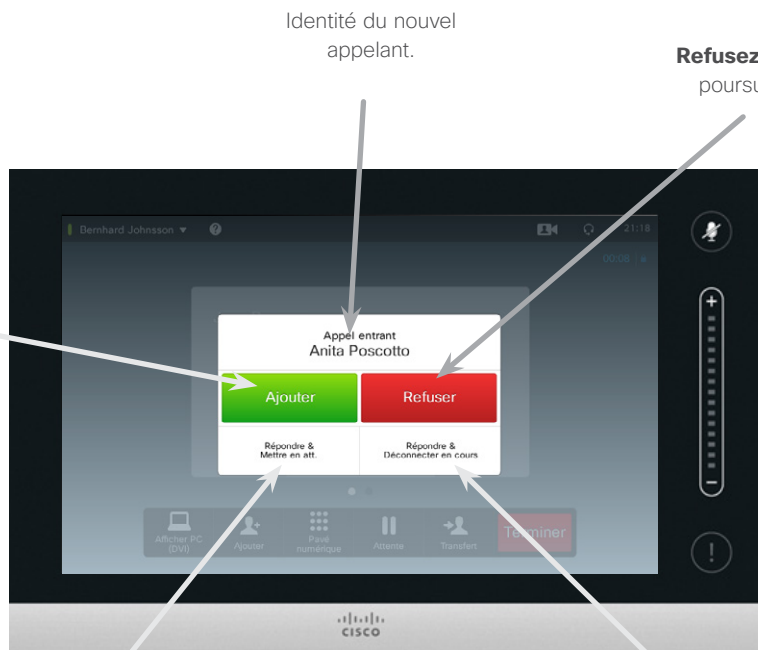 Identité du nouvel
appelant.
Refusez
poursu
Bernhard Johnsson
?
21:18
00:08
Appel entrant
Anita Poscotto
Ajouter
Refuser
Répondre &
Mettre en att.
Répondre &
Déconnecter en cours
Afficher PC
(DVI)
Ajouter
Pavé
numérique
Attente
Transfert
Terminer
+
−
!
CISCO